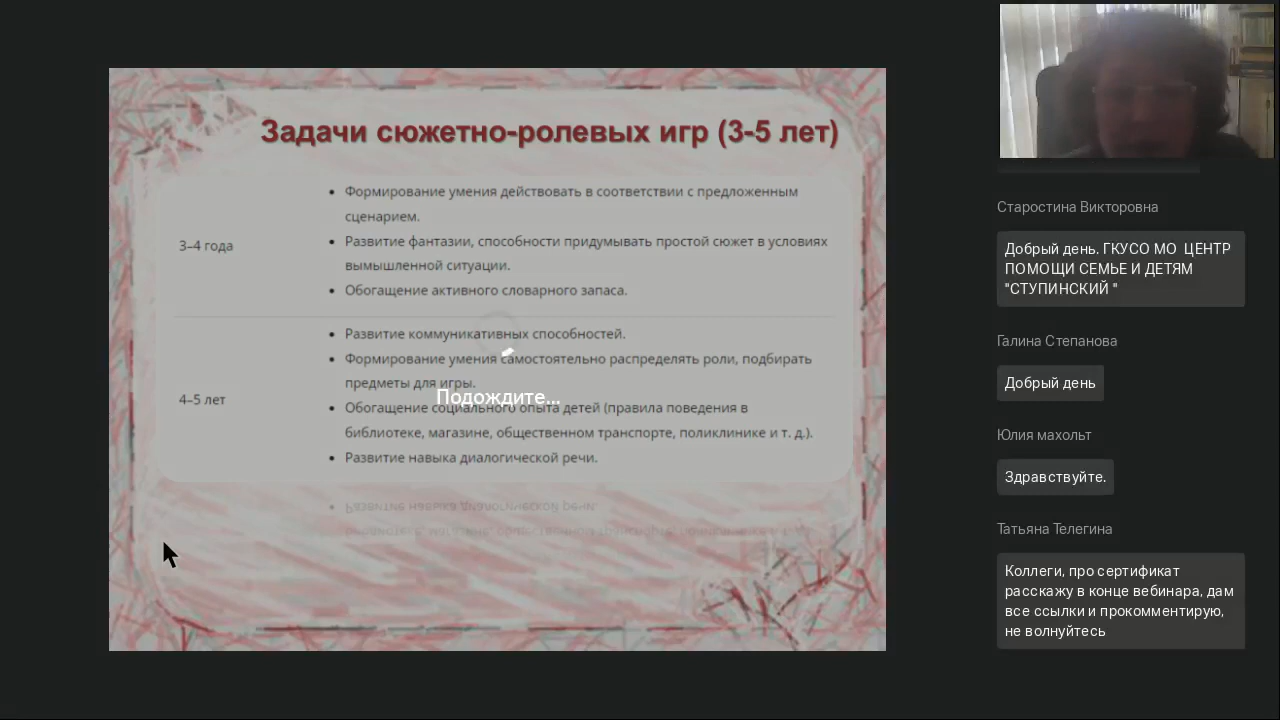 Задачи сюжетно-ролевых игр (3-5 лет)
3–4 года
• Формирование умения действовать в соответствии с предложенным
сценарием.
• Развитие фантазии, способности придумывать простой сюжет в условиях
вымышленной ситуации.
• Обогащение активного словарного запаса.
4–5 лет
• Развитие коммуникативных способностей.
• Формирование умения самостоятельно распределять роли, подбирать
предметы для игры.
• Обогащение социального опыта детей (правила поведения в
библиотеке, магазине, общественном транспорте, поликлинике и т. д.).
• Развитие навыка диалогической речи.
Подождите...
Старостина Викторовна
Добрый день. ГКУСО МО ЦЕНТР
ПОМОЩИ СЕМЬЕ И ДЕТЯМ
"СТУПИНСКИЙ "
Галина Степанова
Добрый день
Юлия махольт
Здравствуйте.
Татьяна Телегина
Коллеги, про сертификат
расскажу в конце вебинара, дам
все ссылки и прокомментирую,
не волнуйтесь